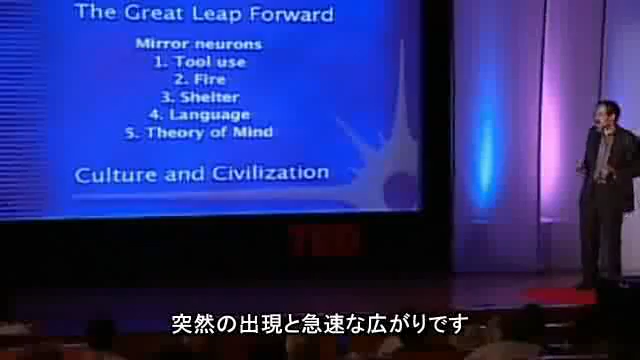 The Great Leap Forward
Mirror neurons
1. Tool use
2. Fire
3. Shelter
4. Language
5. Theory of Mind
Culture and Civilization
TED
突然の出現と急速な広がりです